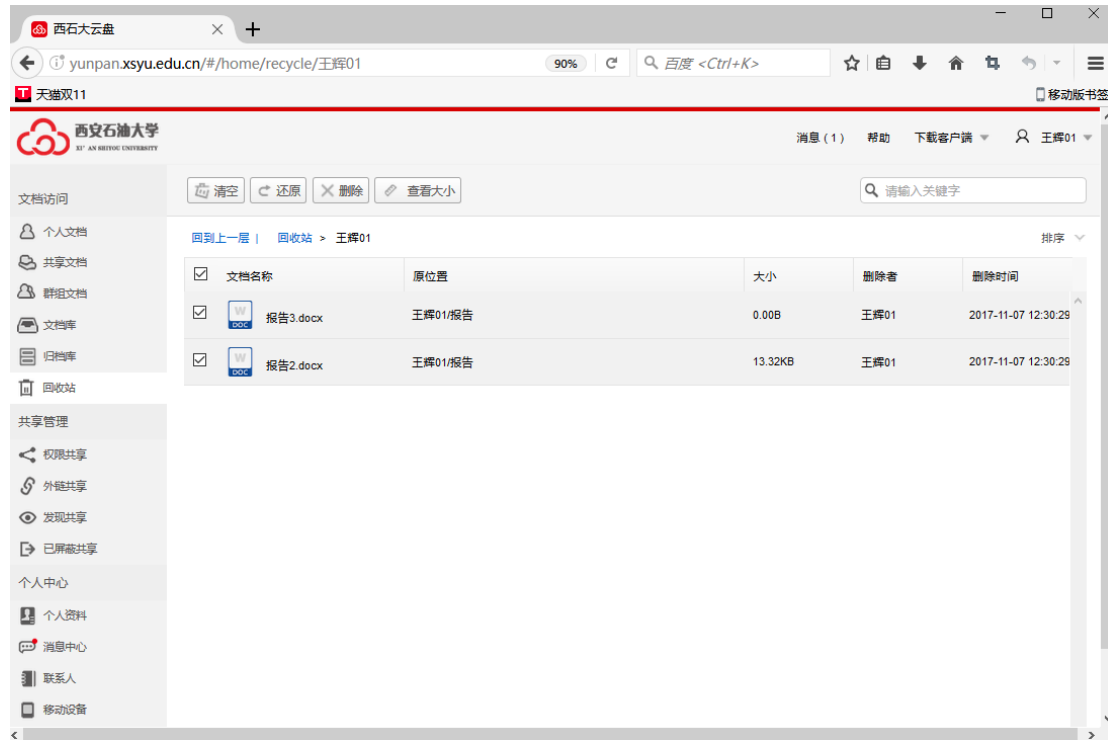 西石大云盘
yunpan.xsyu.edu.cn/#/home/recycle/王辉01 90% 百度 <Ctrl+K>
天猫双11 移动版书签
西安石油大学 消息(1) 帮助 下载客户端 王辉01
XI' AN SHIYOU UNIVERSITY
文档访问 清空 还原 删除 查看大小 请输入关键字
个人文档 回到上一层 | 回收站 > 王辉01 排序
共享文档 文档名称 原位置 大小 删除者 删除时间
群组文档
文档库 W DOC 报告3.docx 王辉01/报告 0.00B 王辉01 2017-11-07 12:30:29
归档库 W DOC 报告2.docx 王辉01/报告 13.32KB 王辉01 2017-11-07 12:30:29
回收站
共享管理
权限共享
外链共享
发现共享
已屏蔽共享
个人中心
个人资料
消息中心
联系人
移动设备